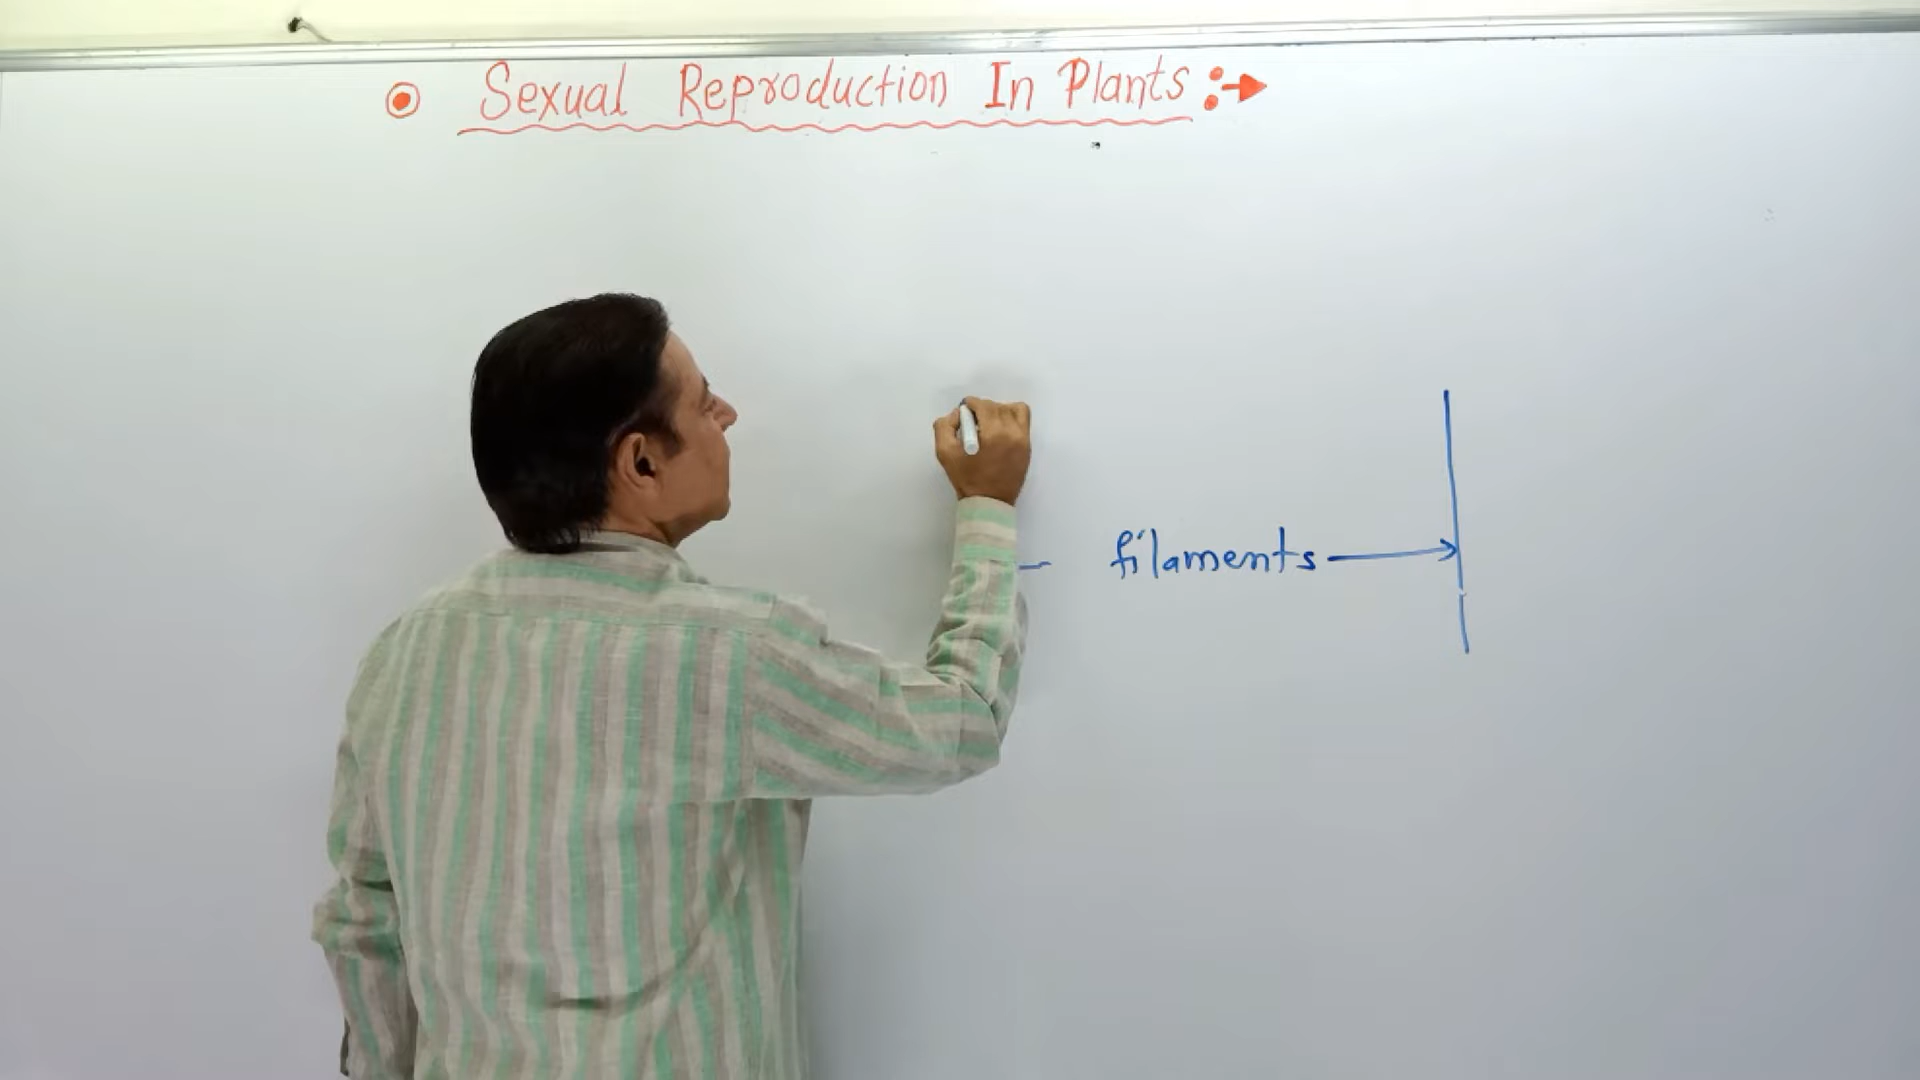 Sexual Reproduction In Plants :→
- filaments →